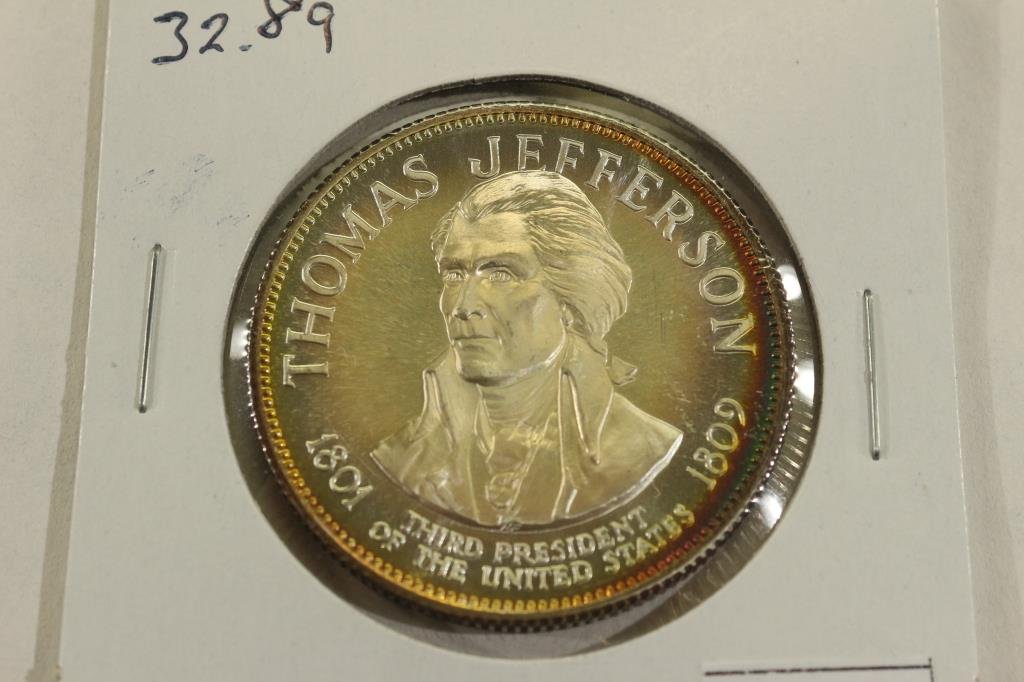 32.89
THOMAS JEFFERSON
1801 1809
THIRD PRESIDENT
OF THE UNITED STATES